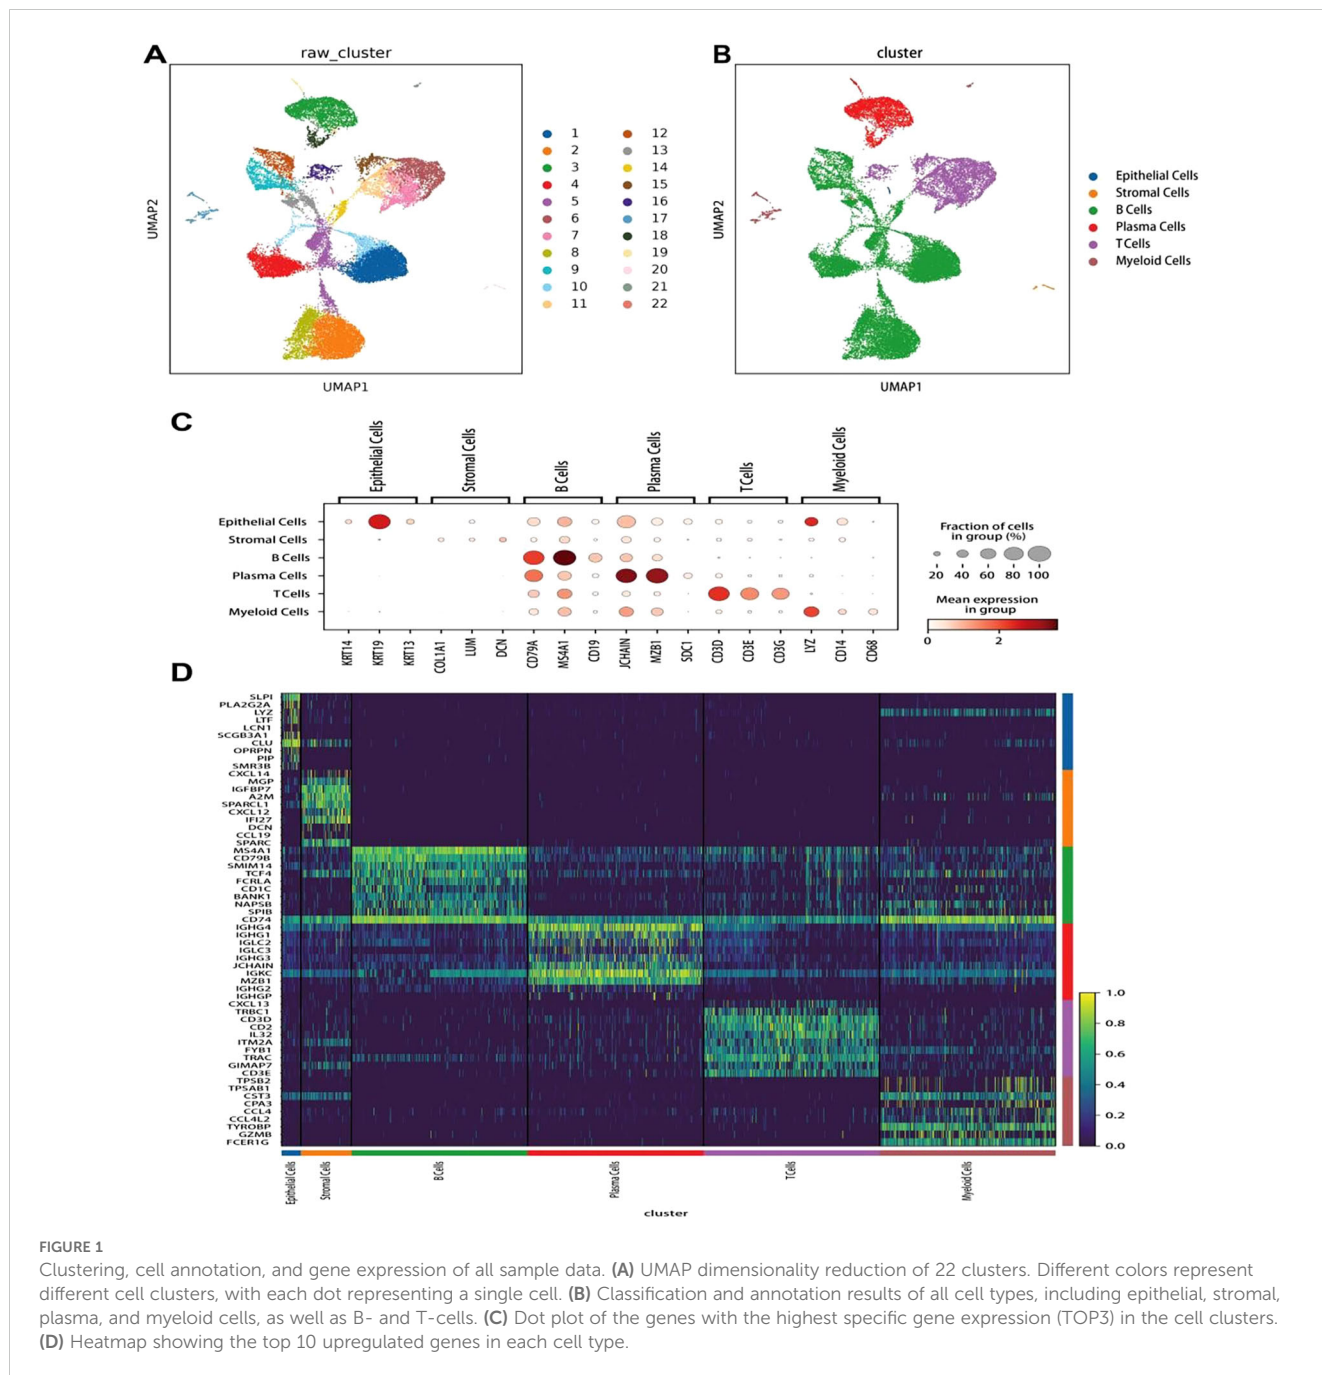 A
raw_cluster
UMAP2
UMAP1
1
2
3
4
5
6
7
8
9
10
11
12
13
14
15
16
17
18
19
20
21
22
B
cluster
UMAP2
UMAP1
Epithelial Cells
Stromal Cells
B Cells
Plasma Cells
T Cells
Myeloid Cells
C
Epithelial Cells
Stromal Cells
B Cells
Plasma Cells
T Cells
Myeloid Cells
Epithelial Cells
Stromal Cells
B Cells
Plasma Cells
T Cells
Myeloid Cells
KRT14
KRT19
KRT13
COL1A1
LUM
DCN
CD79A
MS4A1
CD19
JCHAIN
MZB1
SDC1
CD3D
CD3E
CD3G
LYZ
CD14
CD68
Fraction of cells
in group (%)
20 40 60 80 100
Mean expression
in group
0 2
D
SLPI
PLA2G2A
LYZ
LTF
LCN1
SCGB3A1
CLU
OPRPN
PIP
SMR3B
CXCL14
MGP
IGFBP7
A2M
SPARCL1
CXCL12
IFI27
DCN
CCL19
SPARC
MS4A1
CD79B
SMIM14
TCF4
FCRLA
CD1C
BANK1
NAPSB
SPIB
CD74
IGHG4
IGHG1
IGLC2
IGLC3
IGHG3
JCHAIN
IGKC
MZB1
IGHG2
IGHGP
CXCL13
TRBC1
CD3D
CD2
IL32
ITM2A
FYB1
TRAC
GIMAP7
CD3E
TPSB2
TPSAB1
CST3
CPA3
CCL4
CCL4L2
TYROBP
GZMB
FCER1G
1.0
0.8
0.6
0.4
0.2
0.0
Epithelial Cells
Stromal Cells
B Cells
Plasma Cells
T Cells
Myeloid Cells
cluster
FIGURE 1
Clustering, cell annotation, and gene expression of all sample data. (A) UMAP dimensionality reduction of 22 clusters. Different colors represent
different cell clusters, with each dot representing a single cell. (B) Classification and annotation results of all cell types, including epithelial, stromal,
plasma, and myeloid cells, as well as B- and T-cells. (C) Dot plot of the genes with the highest specific gene expression (TOP3) in the cell clusters.
(D) Heatmap showing the top 10 upregulated genes in each cell type.